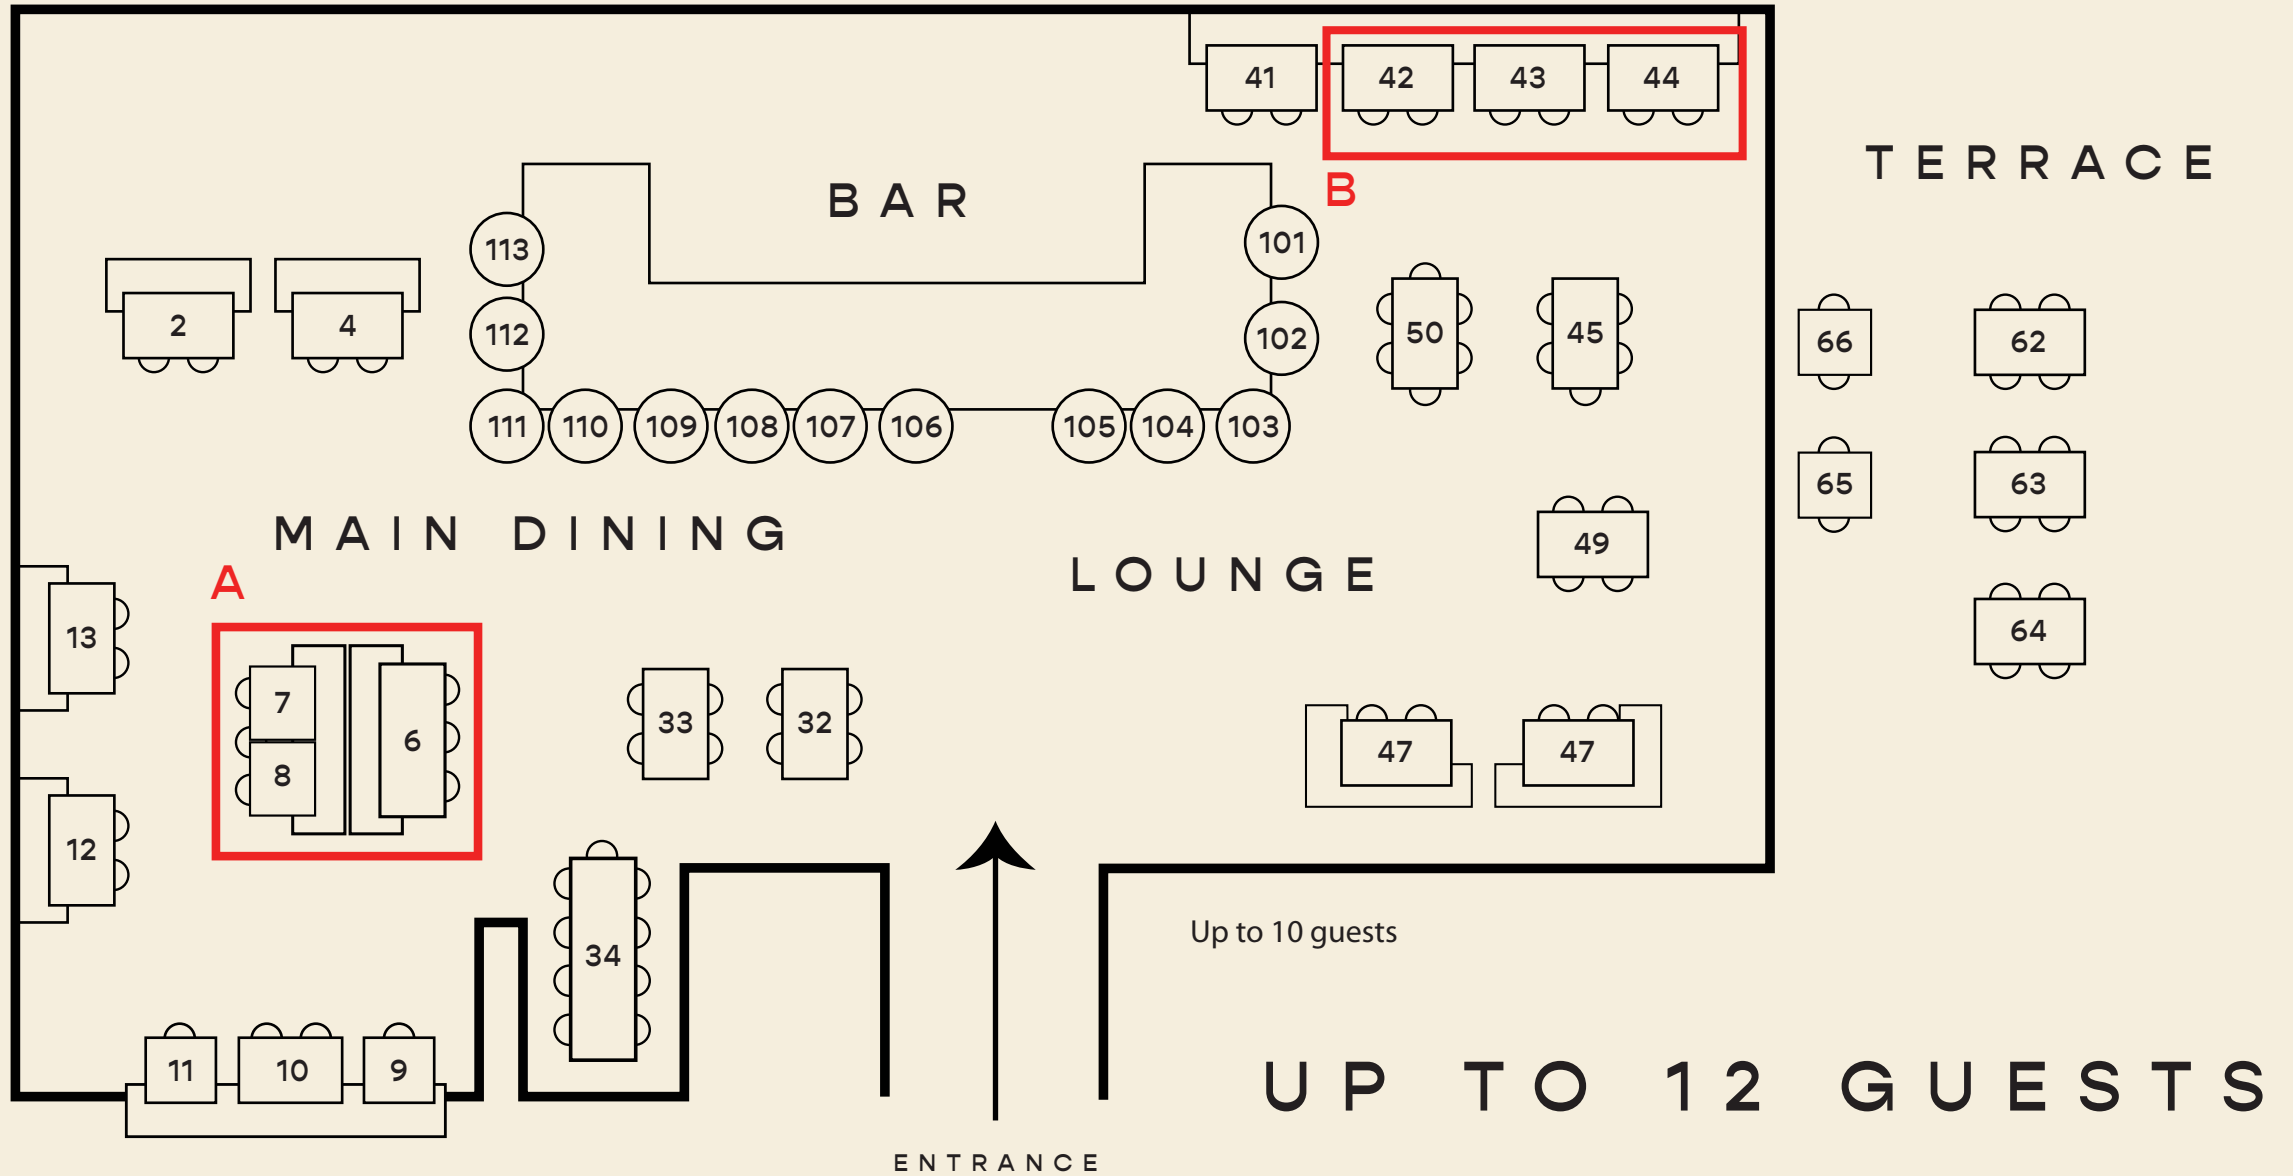 41 42 43 44
TERRACE
B
BAR
113 101
2 4 112 102 50 45 66 62
111 110 109 108 107 106 105 104 103
65 63
MAIN DINING
49
LOUNGE
A
13 64
7 6 33 32
8 47 47
12
Up to 10 guests
34
11 10 9
UP TO 12 GUESTS
ENTRANCE